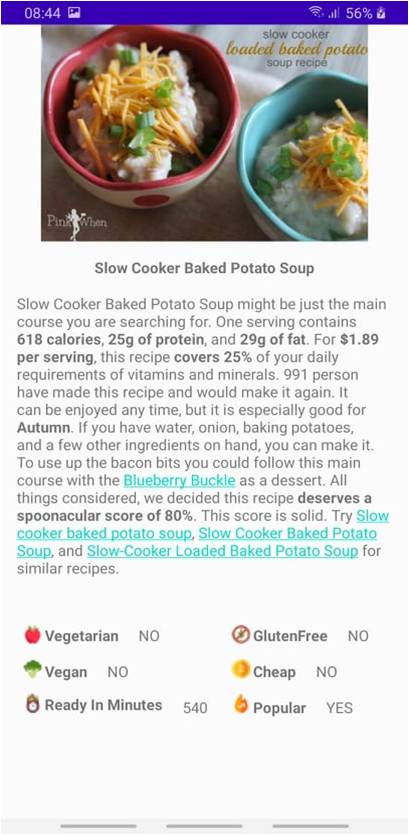 08:44
56%
slow cooker
loaded baked potato
soup recipe
Pink When
Slow Cooker Baked Potato Soup
Slow Cooker Baked Potato Soup might be just the main
course you are searching for. One serving contains
618 calories, 25g of protein, and 29g of fat. For $1.89
per serving, this recipe covers 25% of your daily
requirements of vitamins and minerals. 991 person
have made this recipe and would make it again. It
can be enjoyed any time, but it is especially good for
Autumn. If you have water, onion, baking potatoes,
and a few other ingredients on hand, you can make it.
To use up the bacon bits you could follow this main
course with the Blueberry Buckle as a dessert. All
things considered, we decided this recipe deserves a
spoonacular score of 80%. This score is solid. Try Slow
cooker baked potato soup, Slow Cooker Baked Potato
Soup, and Slow-Cooker Loaded Baked Potato Soup for
similar recipes.
Vegetarian NO GlutenFree NO
Vegan NO Cheap NO
Ready In Minutes 540 Popular YES